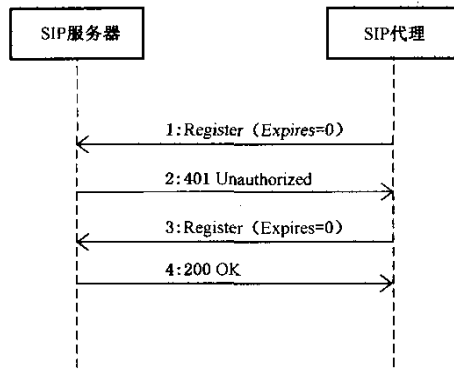 SIP服务器
SIP代理
1:Register（Expires=0）
2:401 Unauthorized
3:Register（Expires=0）
4:200 OK